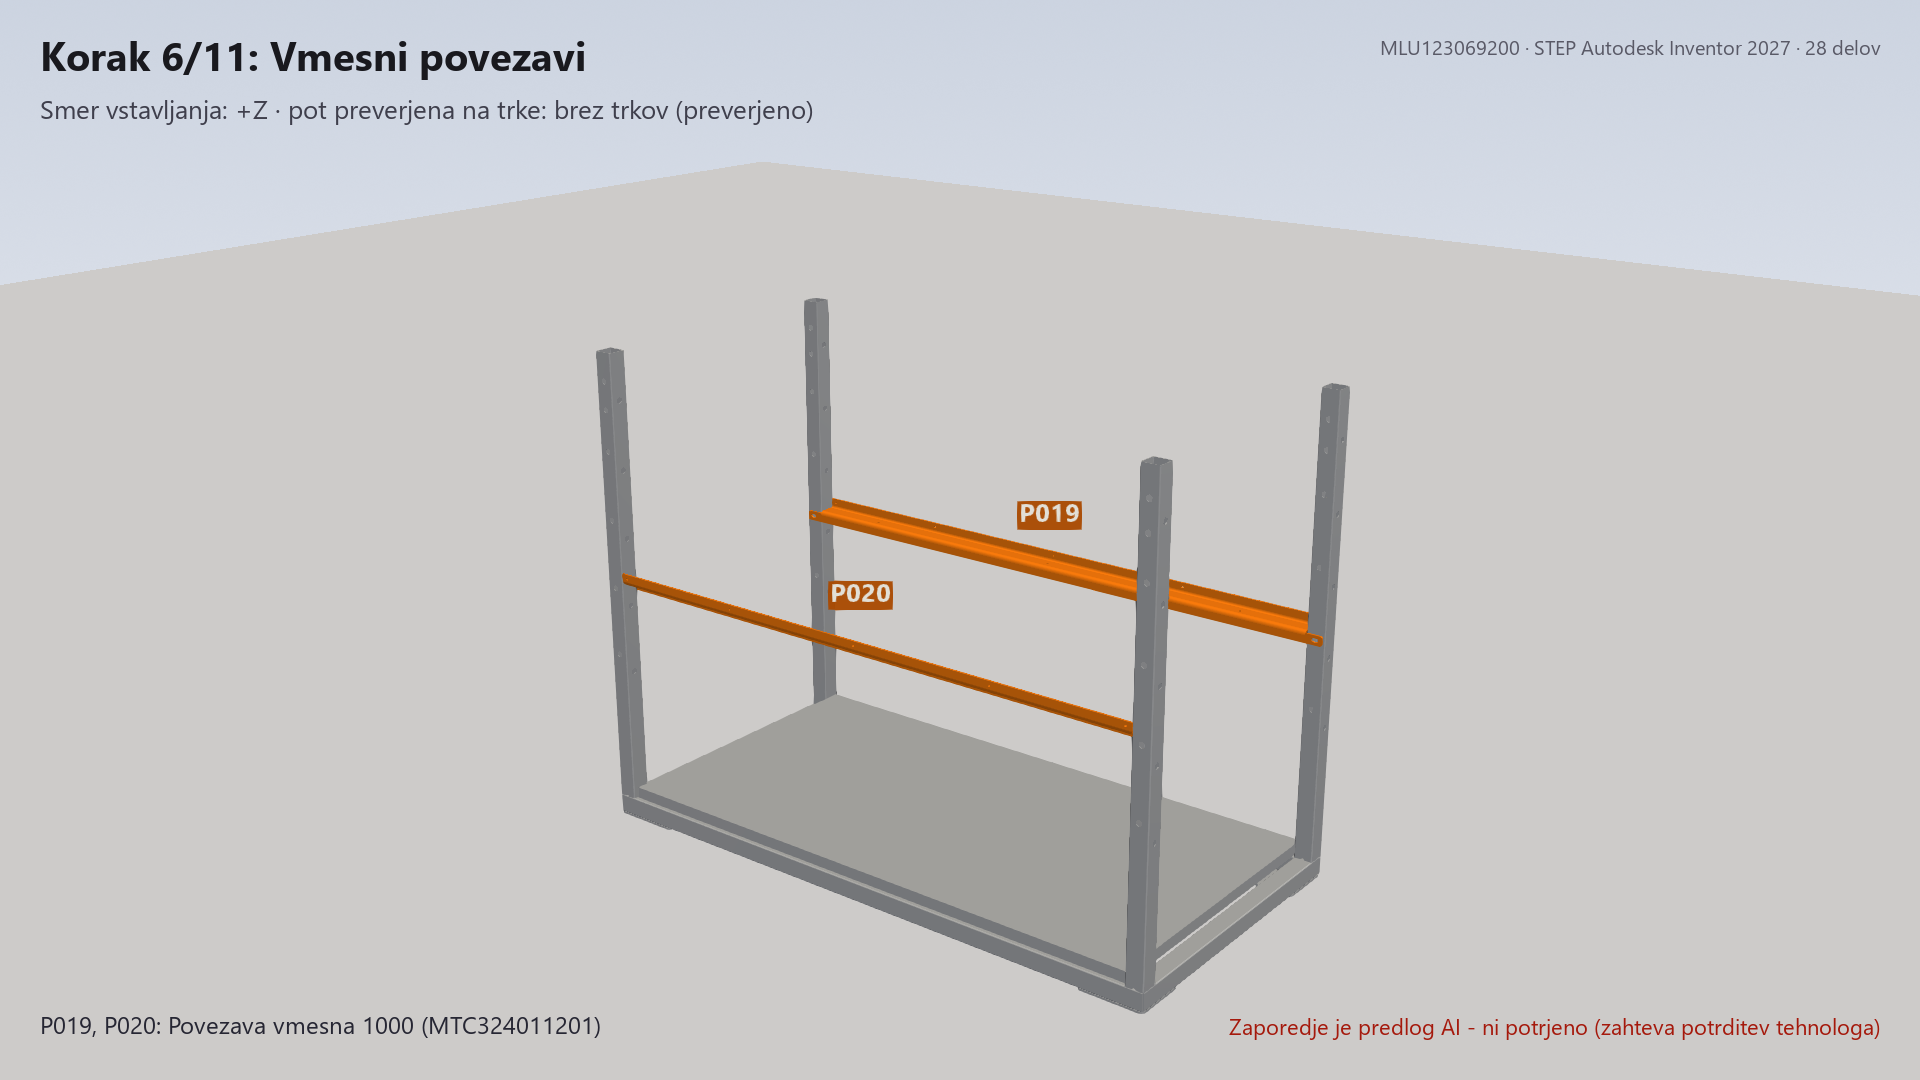 Korak 6/11: Vmesni povezavi
MLU123069200 · STEP Autodesk Inventor 2027 · 28 delov
Smer vstavljanja: +Z · pot preverjena na trke: brez trkov (preverjeno)
P019
P020
P019, P020: Povezava vmesna 1000 (MTC324011201)
Zaporedje je predlog AI - ni potrjeno (zahteva potrditev tehnologa)